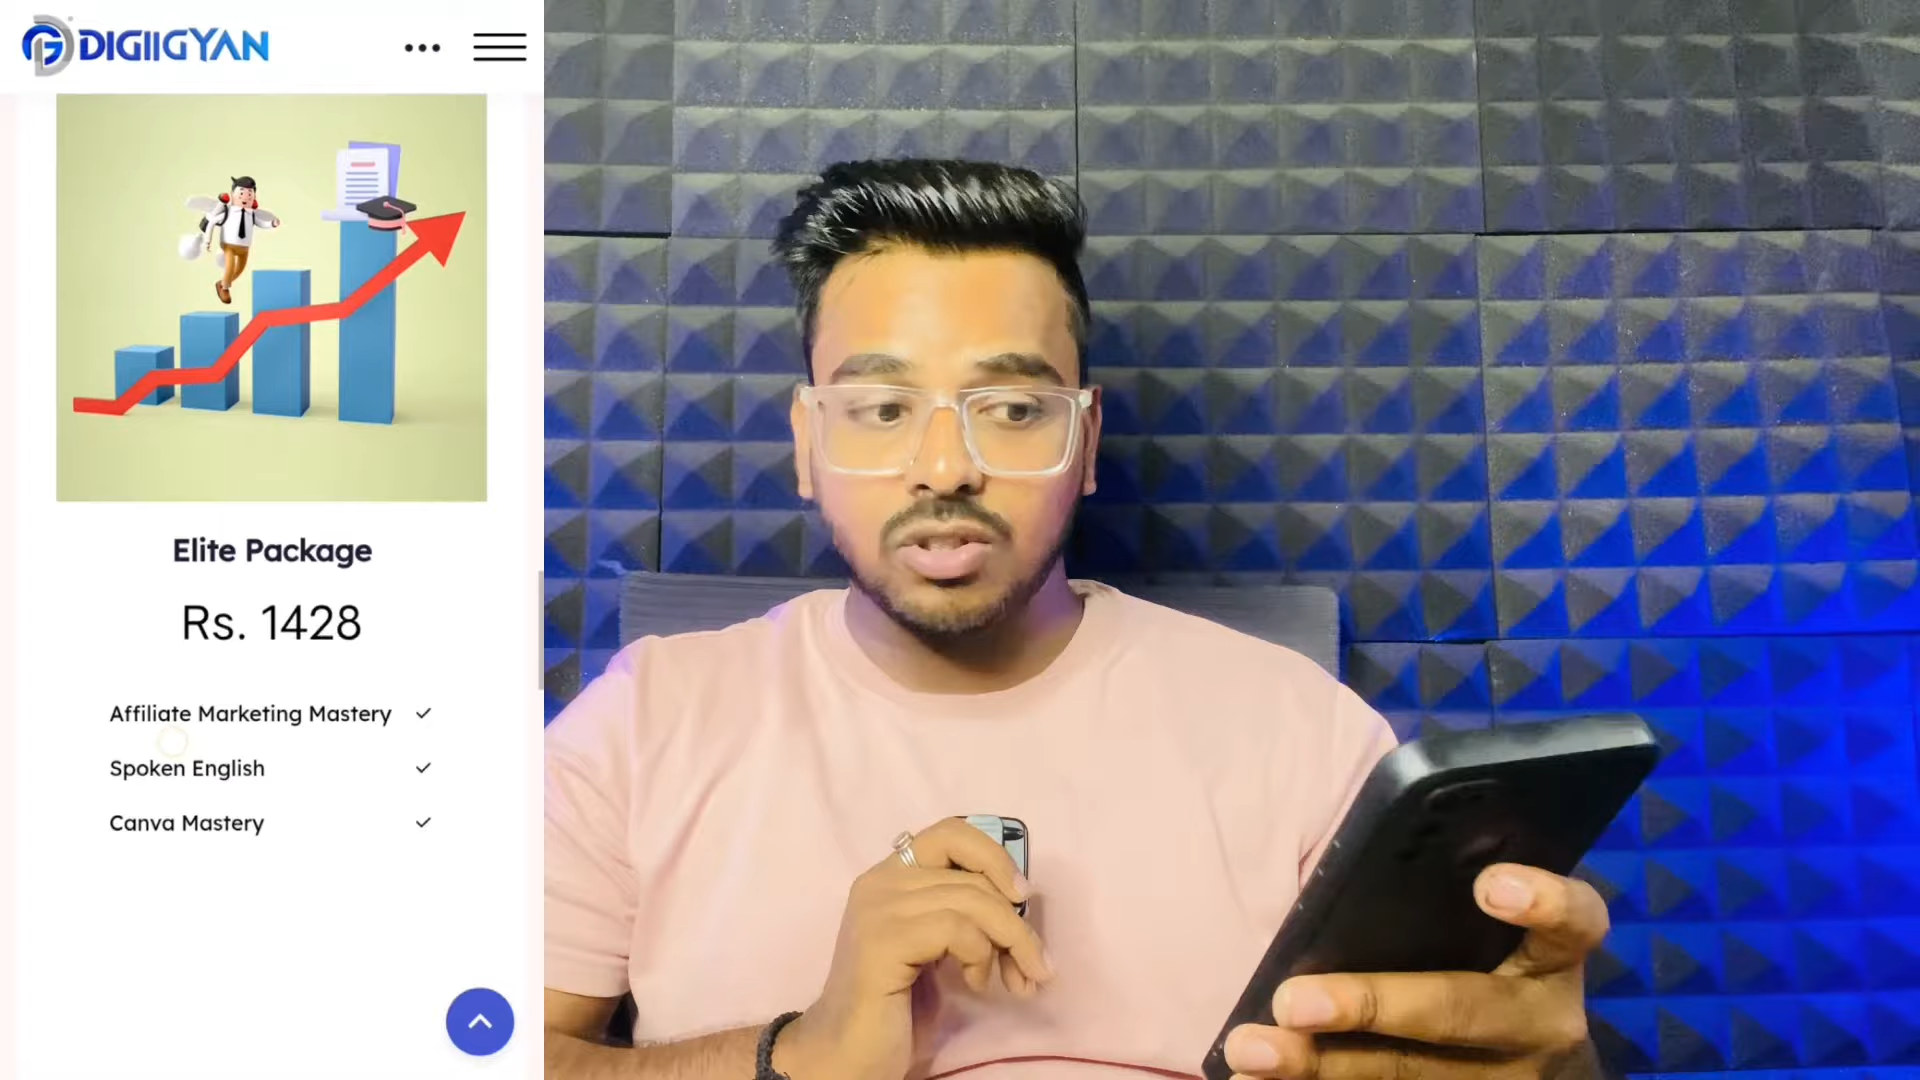 DIGIIGYAN
Elite Package
Rs. 1428
Affiliate Marketing Mastery
Spoken English
Canva Mastery